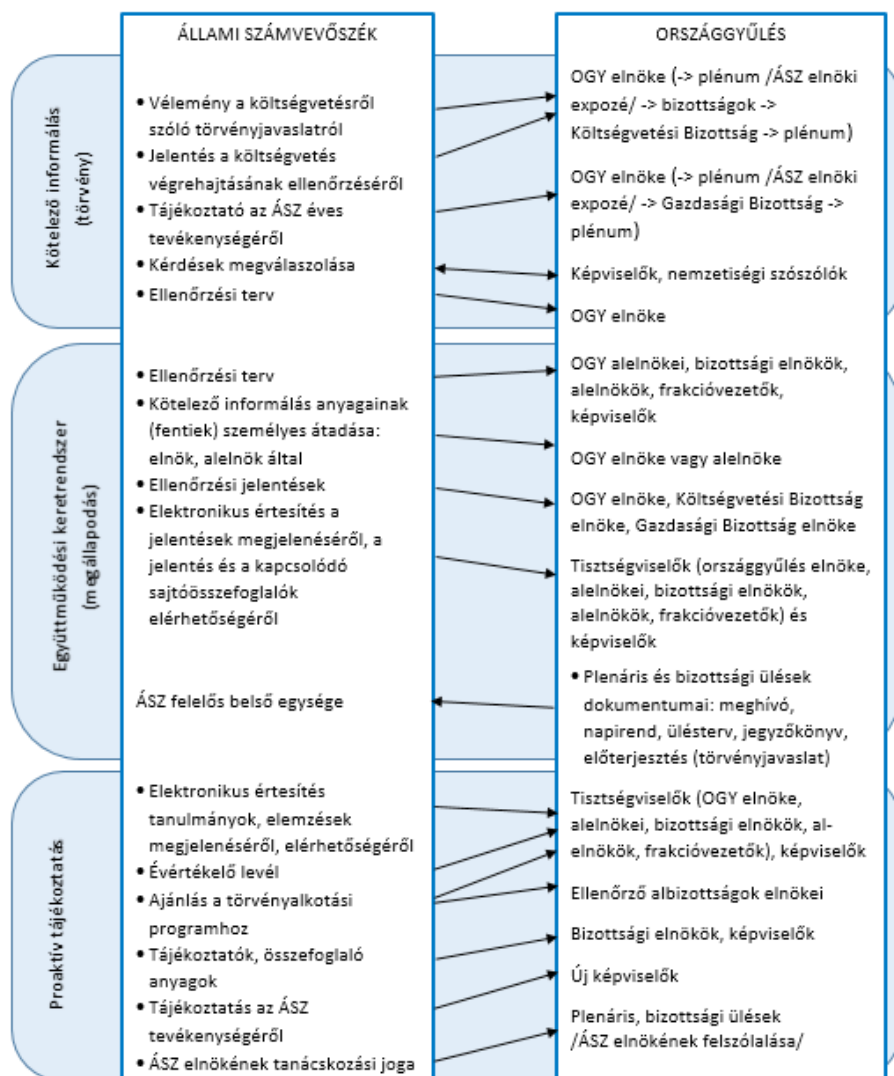 ÁLLAMI SZÁMVEVŐSZÉK
ORSZÁGGYŰLÉS
Kötelező informálás
(törvény)
• Vélemény a költségvetésről
szóló törvényjavaslatról
• Jelentés a költségvetés
végrehajtásának ellenőrzéséről
• Tájékoztató az ÁSZ éves
tevékenységéről
• Kérdések megválaszolása
• Ellenőrzési terv
OGY elnöke (-> plénum /ÁSZ elnöki
expozé/ -> bizottságok ->
Költségvetési Bizottság -> plénum)
OGY elnöke (-> plénum /ÁSZ elnöki
expozé/ -> Gazdasági Bizottság ->
plénum)
Képviselők, nemzetiségi szószólók
OGY elnöke
Együttműködési keretrendszer
(megállapodás)
• Ellenőrzési terv
• Kötelező informálás anyagainak
(fentiek) személyes átadása:
elnök, alelnök által
• Ellenőrzési jelentések
• Elektronikus értesítés a
jelentések megjelenéséről, a
jelentés és a kapcsolódó
sajtóösszefoglalók
elérhetőségéről
ÁSZ felelős belső egysége
OGY alelnökei, bizottsági elnökök,
alelnökök, frakcióvezetők,
képviselők
OGY elnöke vagy alelnöke
OGY elnöke, Költségvetési Bizottság
elnöke, Gazdasági Bizottság elnöke
Tisztségviselők (országgyűlés elnöke,
alelnökei, bizottsági elnökök,
alelnökök, frakcióvezetők) és
képviselők
• Plenáris és bizottsági ülések
dokumentumai: meghívó,
napirend, ülésterv, jegyzőkönyv,
előterjesztés (törvényjavaslat)
Proaktív tájékoztatás
• Elektronikus értesítés
tanulmányok, elemzések
megjelenéséről, elérhetőségéről
• Évértékelő levél
• Ajánlás a törvényalkotási
programhoz
• Tájékoztatók, összefoglaló
anyagok
• Tájékoztatás az ÁSZ
tevékenységéről
• ÁSZ elnökének tanácskozási joga
Tisztségviselők (OGY elnöke,
alelnökei, bizottsági elnökök, al-
elnökök, frakcióvezetők), képviselők
Ellenőrző albizottságok elnökei
Bizottsági elnökök, képviselők
Új képviselők
Plenáris, bizottsági ülések
/ÁSZ elnökének felszólalása/